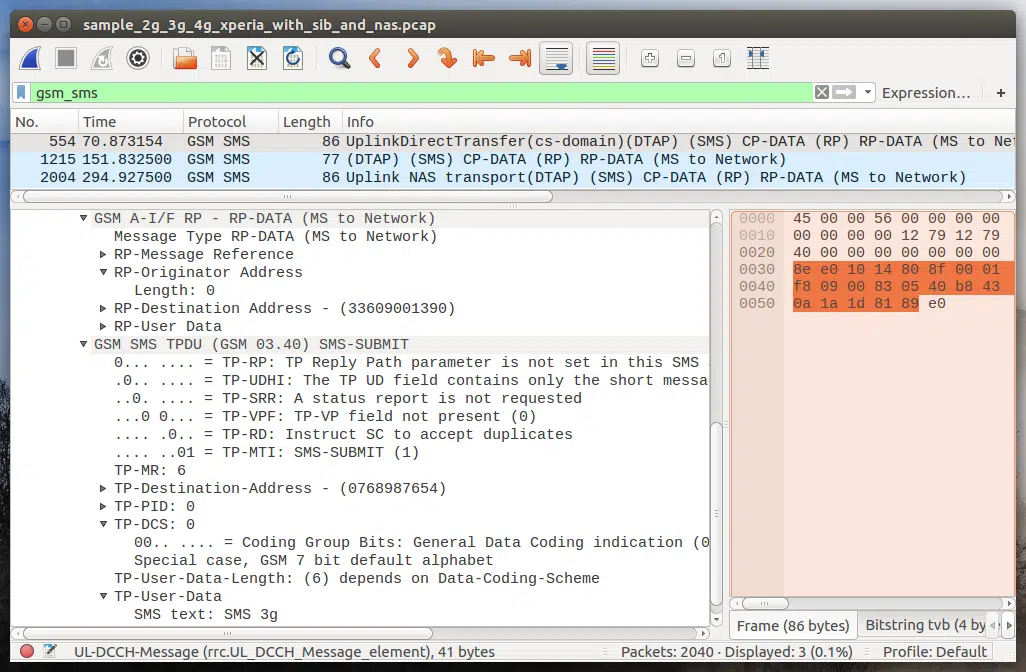 sample_2g_3g_4g_xperia_with_sib_and_nas.pcap
gsm_sms Expression… +
No. Time Protocol Length Info
554 70.873154 GSM SMS 86 UplinkDirectTransfer(cs-domain)(DTAP) (SMS) CP-DATA (RP) RP-DATA (MS to Net
1215 151.832500 GSM SMS 77 (DTAP) (SMS) CP-DATA (RP) RP-DATA (MS to Network)
2004 294.927500 GSM SMS 86 Uplink NAS transport(DTAP) (SMS) CP-DATA (RP) RP-DATA (MS to Network)
GSM A-I/F RP - RP-DATA (MS to Network)
Message Type RP-DATA (MS to Network)
RP-Message Reference
RP-Originator Address
Length: 0
RP-Destination Address - (33609001390)
RP-User Data
GSM SMS TPDU (GSM 03.40) SMS-SUBMIT
0... .... = TP-RP: TP Reply Path parameter is not set in this SMS
.0.. .... = TP-UDHI: The TP UD field contains only the short messa
..0. .... = TP-SRR: A status report is not requested
...0 0... = TP-VPF: TP-VP field not present (0)
.... .0.. = TP-RD: Instruct SC to accept duplicates
.... ..01 = TP-MTI: SMS-SUBMIT (1)
TP-MR: 6
TP-Destination-Address - (0768987654)
TP-PID: 0
TP-DCS: 0
00.. .... = Coding Group Bits: General Data Coding indication (0
Special case, GSM 7 bit default alphabet
TP-User-Data-Length: (6) depends on Data-Coding-Scheme
TP-User-Data
SMS text: SMS 3g
0000 45 00 00 56 00 00 00 00
0010 00 00 00 00 12 79 12 79
0020 40 00 00 00 00 00 00 00
0030 8e e0 10 14 80 8f 00 01
0040 f8 09 00 83 05 40 b8 43
0050 0a 1a 1d 81 89 e0
Frame (86 bytes) Bitstring tvb (4 by
UL-DCCH-Message (rrc.UL_DCCH_Message_element), 41 bytes Packets: 2040 · Displayed: 3 (0.1%) Profile: Default